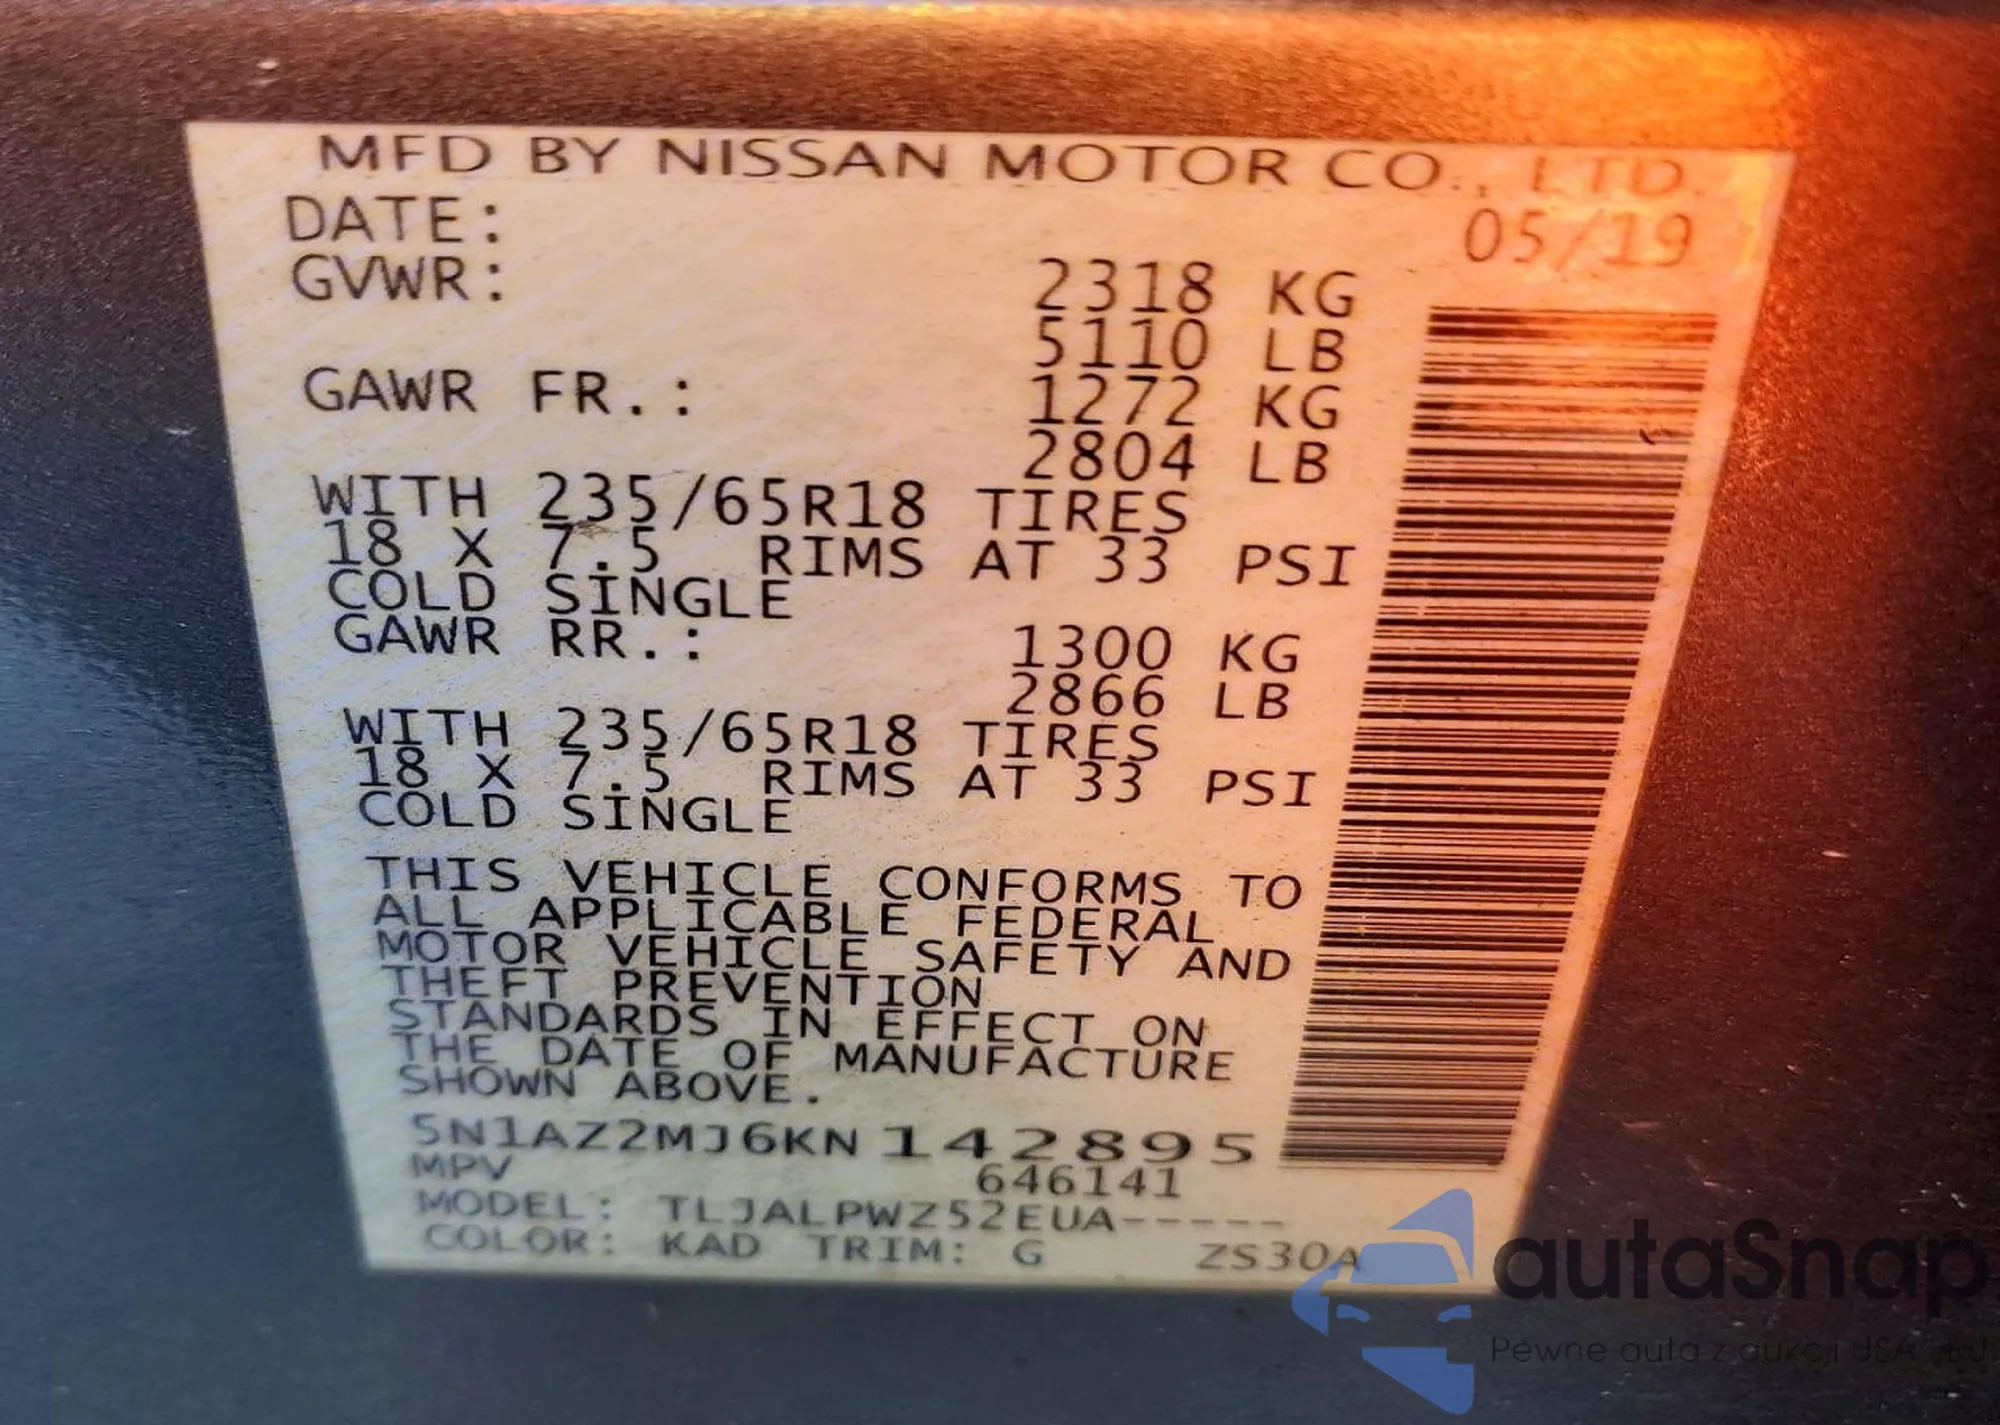 MFD BY NISSAN MOTOR CO., LTD.
DATE: 05/19
GVWR: 2318 KG
5110 LB
GAWR FR.: 1272 KG
2804 LB
WITH 235/65R18 TIRES
18 X 7.5 RIMS AT 33 PSI
COLD SINGLE
GAWR RR.: 1300 KG
2866 LB
WITH 235/65R18 TIRES
18 X 7.5 RIMS AT 33 PSI
COLD SINGLE
THIS VEHICLE CONFORMS TO
ALL APPLICABLE FEDERAL
MOTOR VEHICLE SAFETY AND
THEFT PREVENTION
STANDARDS IN EFFECT ON
THE DATE OF MANUFACTURE
SHOWN ABOVE.
5N1AZ2MJ6KN142895
MPV 646141
MODEL: TLJALPWZ52EUA-----
COLOR: KAD TRIM: G ZS30A
autaSnap
Pewne auta z aukcji USA